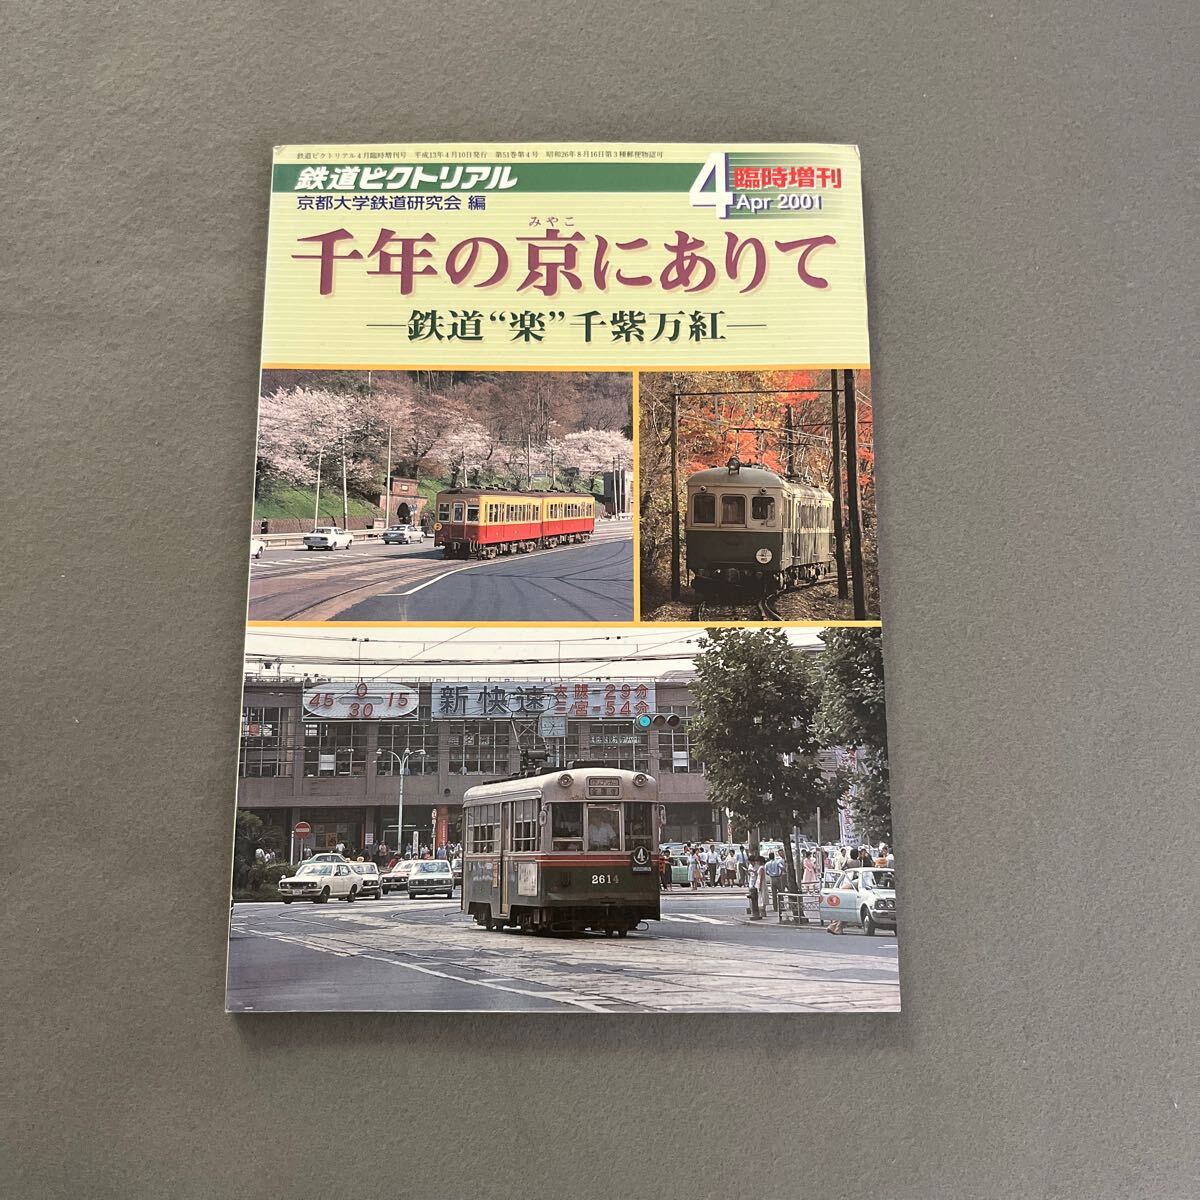 鉄道ピクトリアル4月臨時増刊号 平成13年4月10日発行 第51巻第4号 昭和26年8月16日第3種郵便物認可
鉄道ピクトリアル
4 臨時増刊
Apr 2001
京都大学鉄道研究会 編
みやこ
千年の京にありて
—鉄道“楽”千紫万紅—
0
45 15
30
新快速
大阪-29分
三宮-54分
4
2614